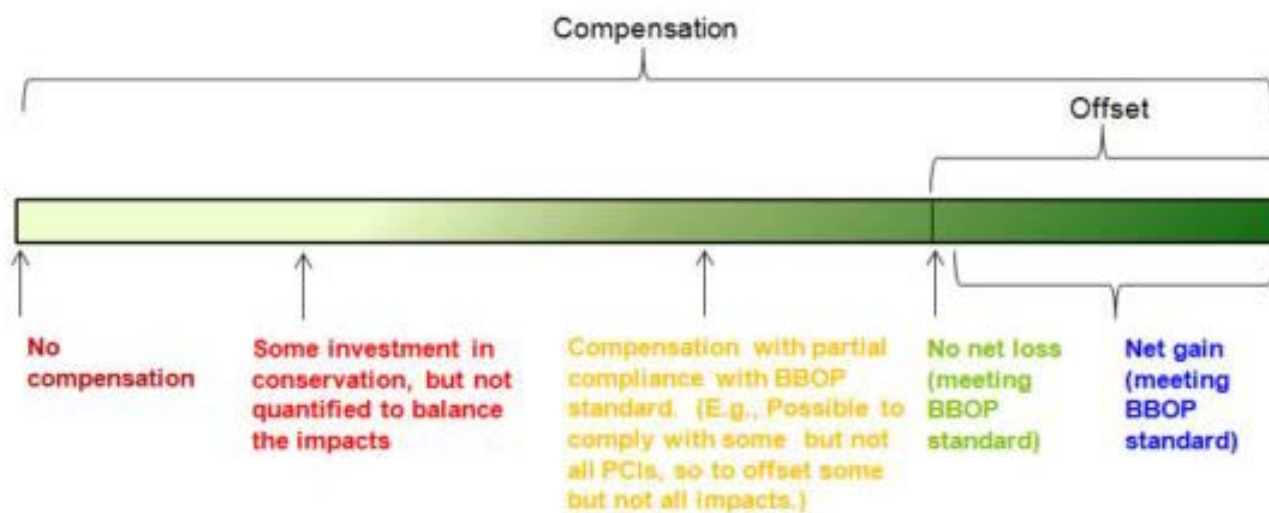 Compensation
Offset
No
compensation
Some investment in
conservation, but not
quantified to balance
the impacts
Compensation with partial
compliance with BBOP
standard. (E.g., Possible to
comply with some but not
all PCIs, so to offset some
but not all impacts.)
No net loss
(meeting
BBOP
standard)
Net gain
(meeting
BBOP
standard)